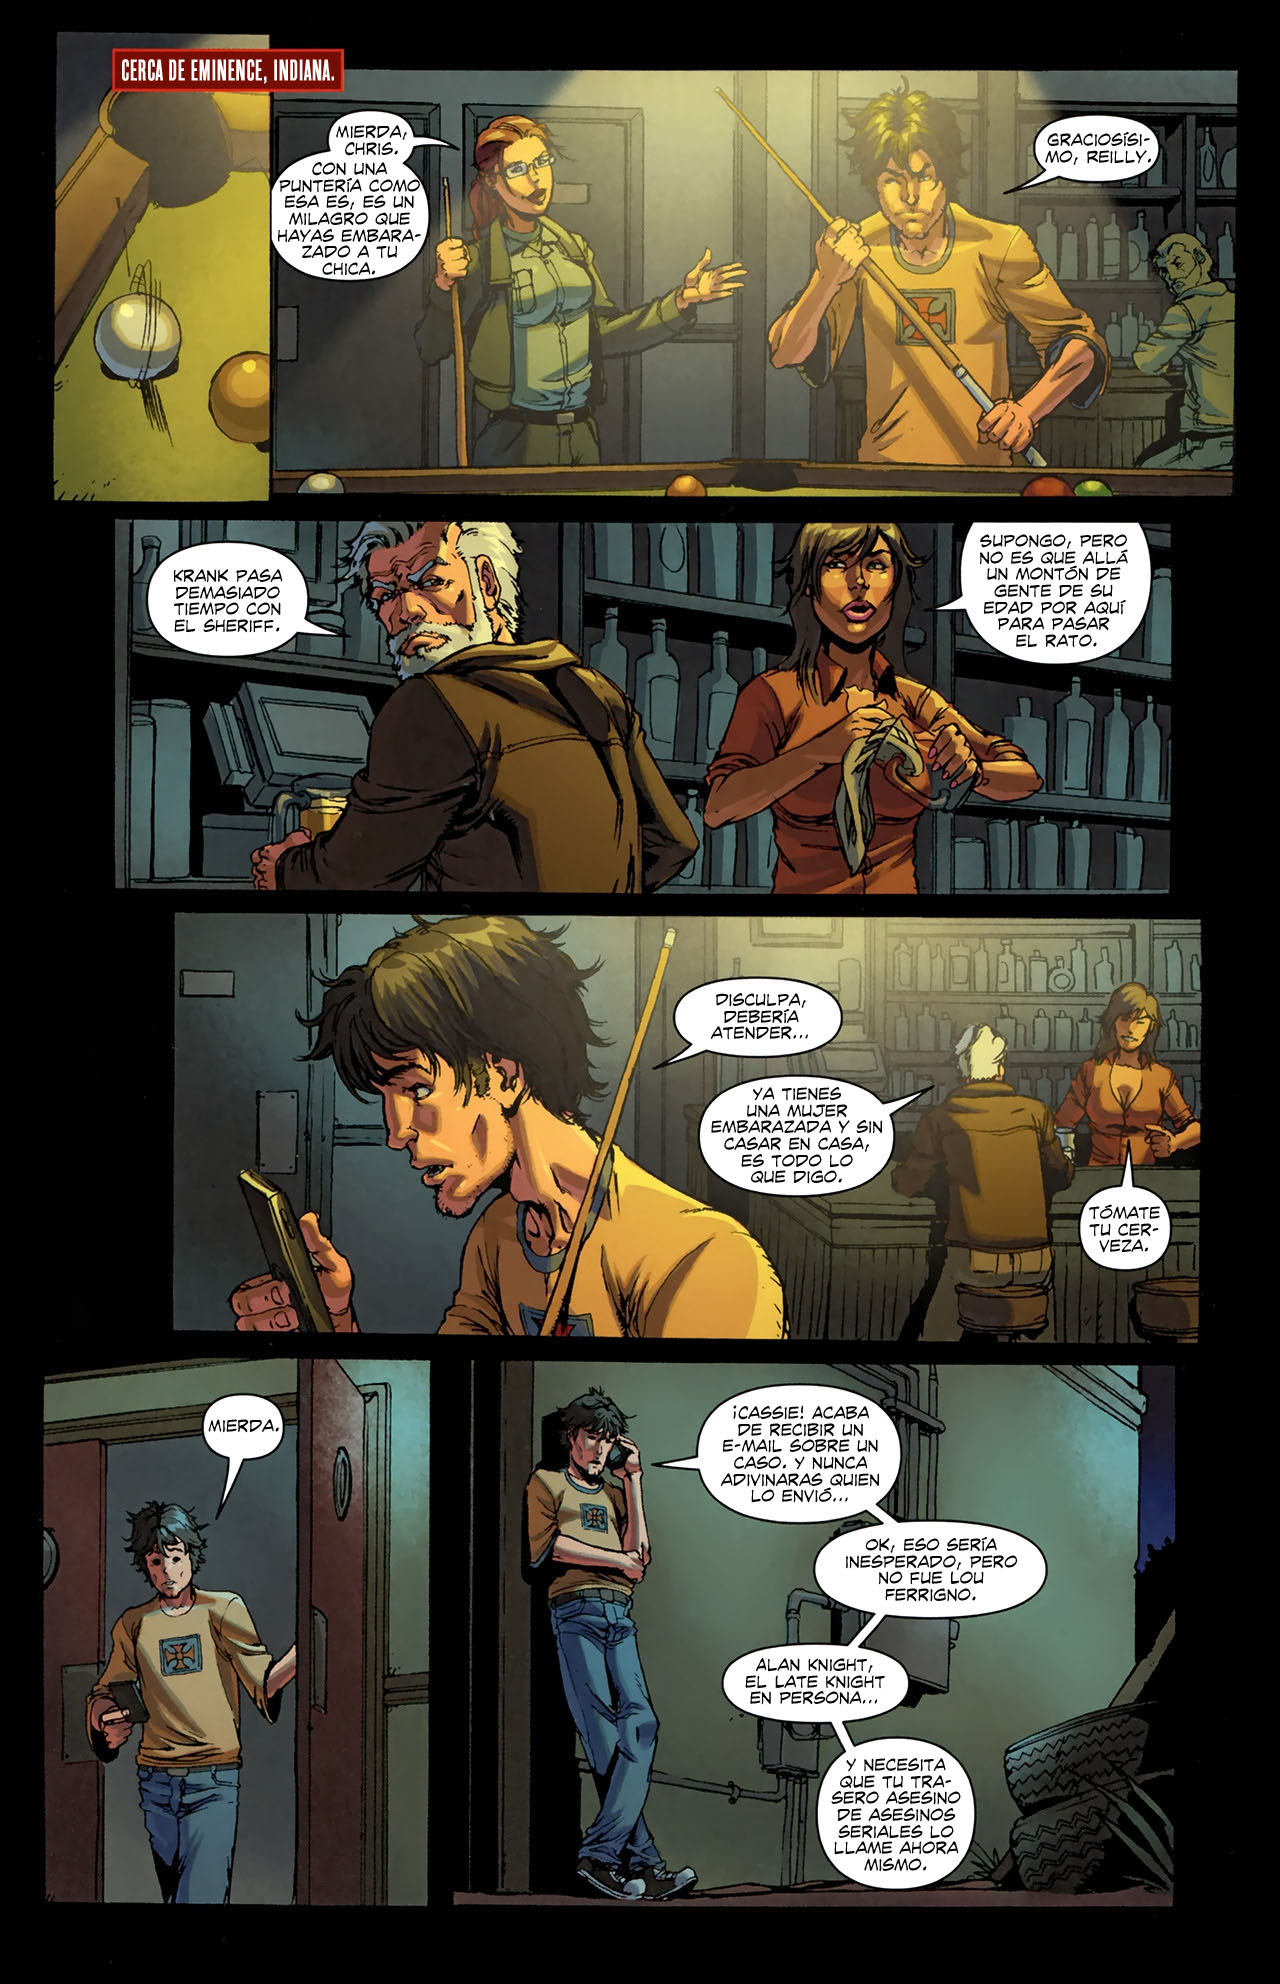 CERCA DE EMINENCE, INDIANA.
MIERDA,
CHRIS.
CON UNA
PUNTERÍA COMO
ESA ES, ES UN
MILAGRO QUE
HAYAS EMBARA-
ZADO A TU
CHICA.
GRACIOSÍSI-
MO, REILLY.
KRANK PASA
DEMASIADO
TIEMPO CON
EL SHERIFF.
SUPONGO, PERO
NO ES QUE ALLÁ
UN MONTÓN DE
GENTE DE SU
EDAD POR AQUÍ
PARA PASAR
EL RATO.
DISCULPA,
DEBERÍA
ATENDER...
YA TIENES
UNA MUJER
EMBARAZADA Y SIN
CASAR EN CASA,
ES TODO LO
QUE DIGO.
TÓMATE
TU CER-
VEZA.
MIERDA.
¡CASSIE! ACABA
DE RECIBIR UN
E-MAIL SOBRE UN
CASO. Y NUNCA
ADIVINARAS QUIEN
LO ENVIÓ...
OK, ESO SERÍA
INESPERADO, PERO
NO FUE LOU
FERRIGNO.
ALAN KNIGHT,
EL LATE KNIGHT
EN PERSONA...
Y NECESITA
QUE TU TRA-
SERO ASESINO
DE ASESINOS
SERIALES LO
LLAME AHORA
MISMO.